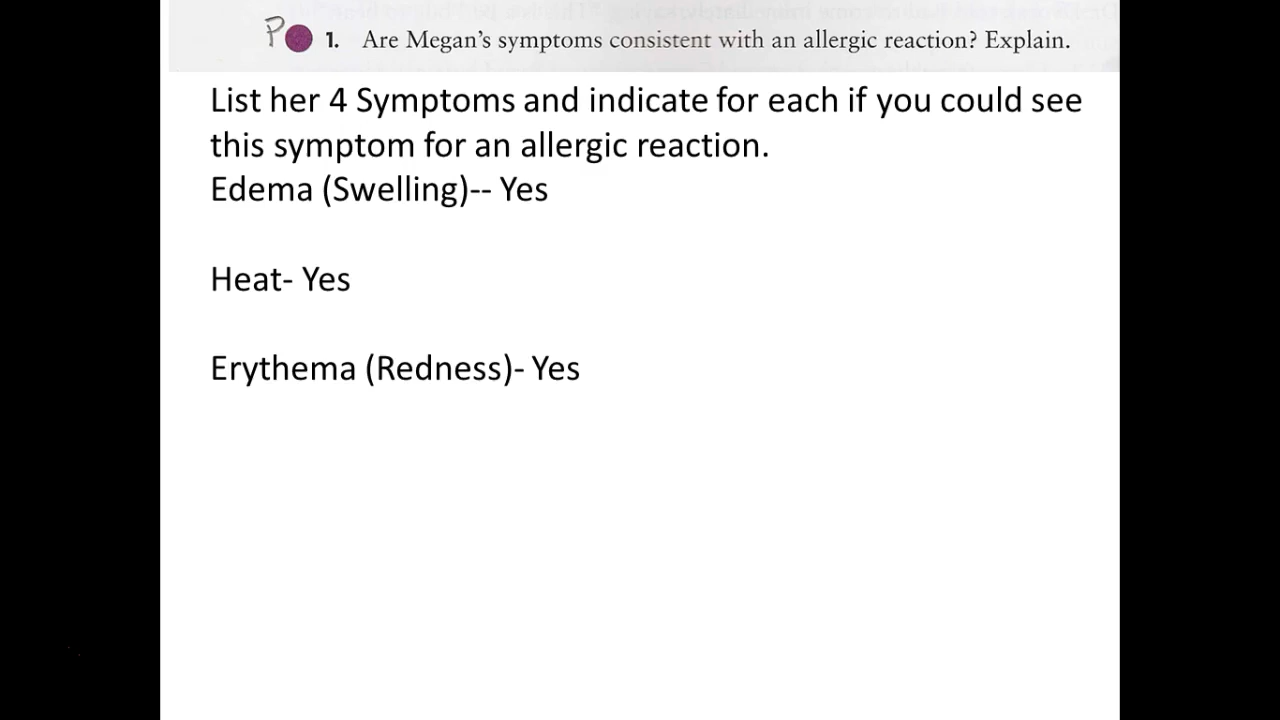 P 1. Are Megan's symptoms consistent with an allergic reaction? Explain.
List her 4 Symptoms and indicate for each if you could see
this symptom for an allergic reaction.
Edema (Swelling)-- Yes
Heat- Yes
Erythema (Redness)- Yes